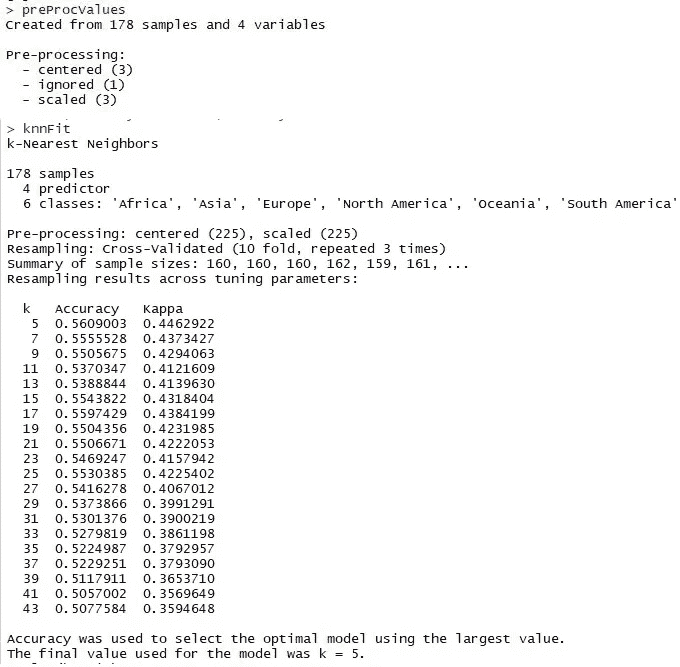 > preProcValues
Created from 178 samples and 4 variables
Pre-processing:
- centered (3)
- ignored (1)
- scaled (3)
> knnFit
k-Nearest Neighbors
178 samples
4 predictor
6 classes: 'Africa', 'Asia', 'Europe', 'North America', 'Oceania', 'South America'
Pre-processing: centered (225), scaled (225)
Resampling: Cross-Validated (10 fold, repeated 3 times)
Summary of sample sizes: 160, 160, 160, 162, 159, 161, ...
Resampling results across tuning parameters:
k Accuracy Kappa
5 0.5609003 0.4462922
7 0.5555528 0.4373427
9 0.5505675 0.4294063
11 0.5370347 0.4121609
13 0.5388844 0.4139630
15 0.5543822 0.4318404
17 0.5597429 0.4384199
19 0.5504356 0.4231985
21 0.5506671 0.4222053
23 0.5469247 0.4157942
25 0.5530385 0.4225402
27 0.5416278 0.4067012
29 0.5373866 0.3991291
31 0.5301376 0.3900219
33 0.5279819 0.3861198
35 0.5224987 0.3792957
37 0.5229251 0.3793090
39 0.5117911 0.3653710
41 0.5057002 0.3569649
43 0.5077584 0.3594648
Accuracy was used to select the optimal model using the largest value.
The final value used for the model was k = 5.